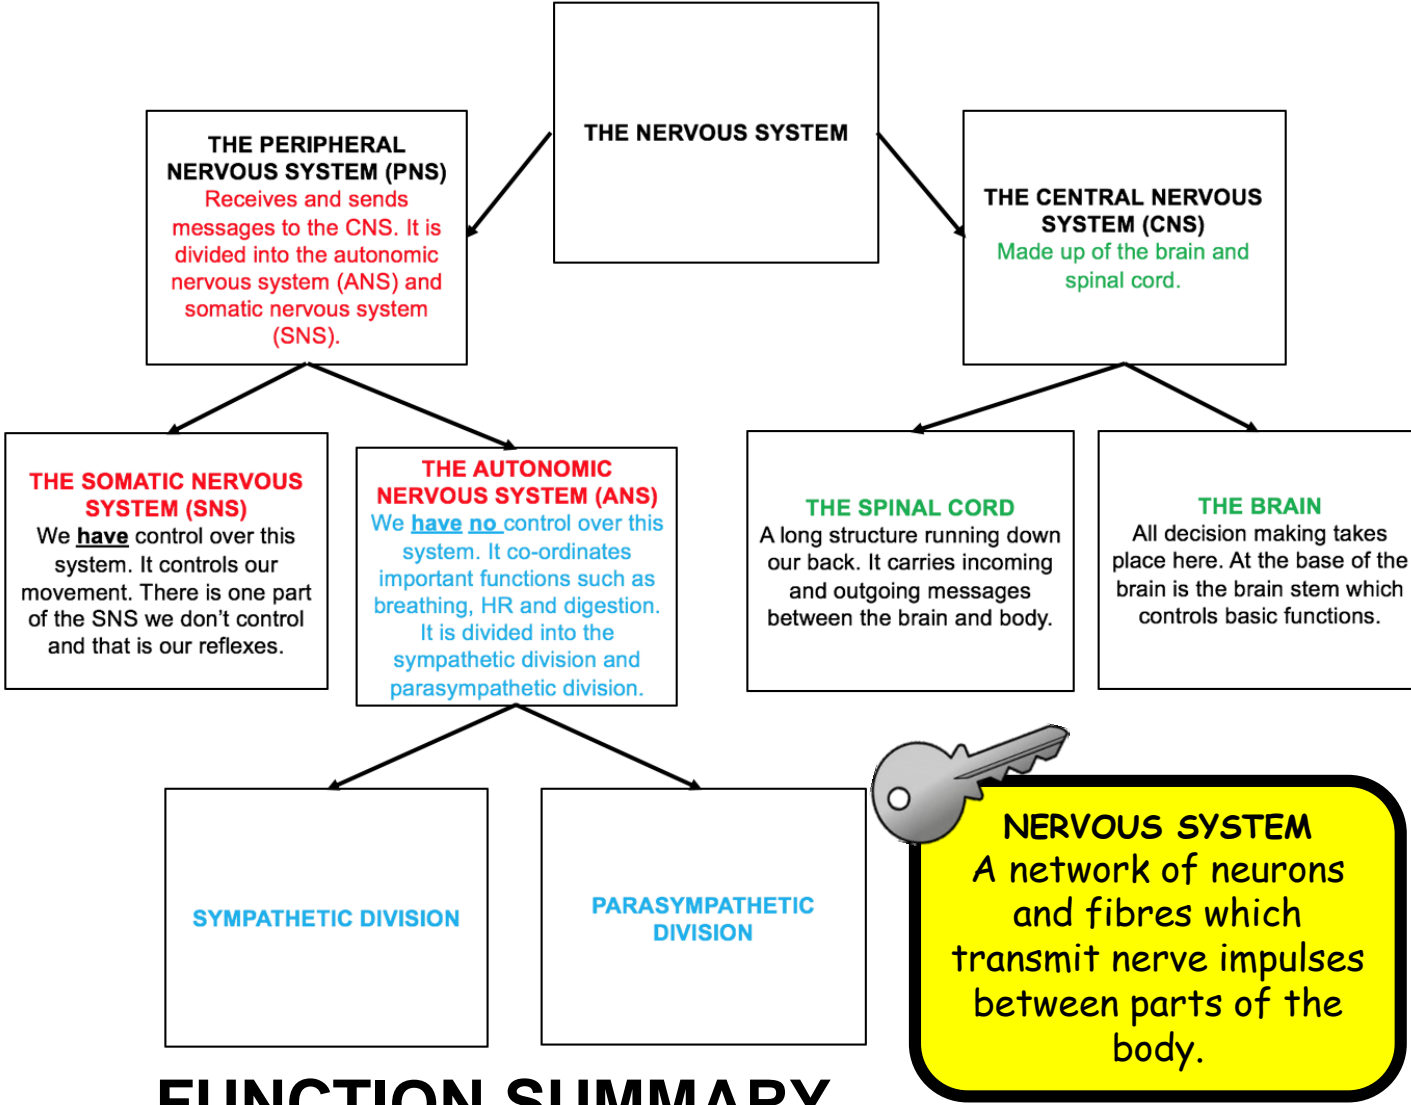 THE NERVOUS SYSTEM
THE PERIPHERAL
NERVOUS SYSTEM (PNS)
Receives and sends
messages to the CNS. It is
divided into the autonomic
nervous system (ANS) and
somatic nervous system
(SNS).
THE CENTRAL NERVOUS
SYSTEM (CNS)
Made up of the brain and
spinal cord.
THE SOMATIC NERVOUS
SYSTEM (SNS)
We have control over this
system. It controls our
movement. There is one part
of the SNS we don’t control
and that is our reflexes.
THE AUTONOMIC
NERVOUS SYSTEM (ANS)
We have no control over this
system. It co-ordinates
important functions such as
breathing, HR and digestion.
It is divided into the
sympathetic division and
parasympathetic division.
THE SPINAL CORD
A long structure running down
our back. It carries incoming
and outgoing messages
between the brain and body.
THE BRAIN
All decision making takes
place here. At the base of the
brain is the brain stem which
controls basic functions.
SYMPATHETIC DIVISION
PARASYMPATHETIC
DIVISION
NERVOUS SYSTEM
A network of neurons
and fibres which
transmit nerve impulses
between parts of the
body.
FUNCTION SUMMARY